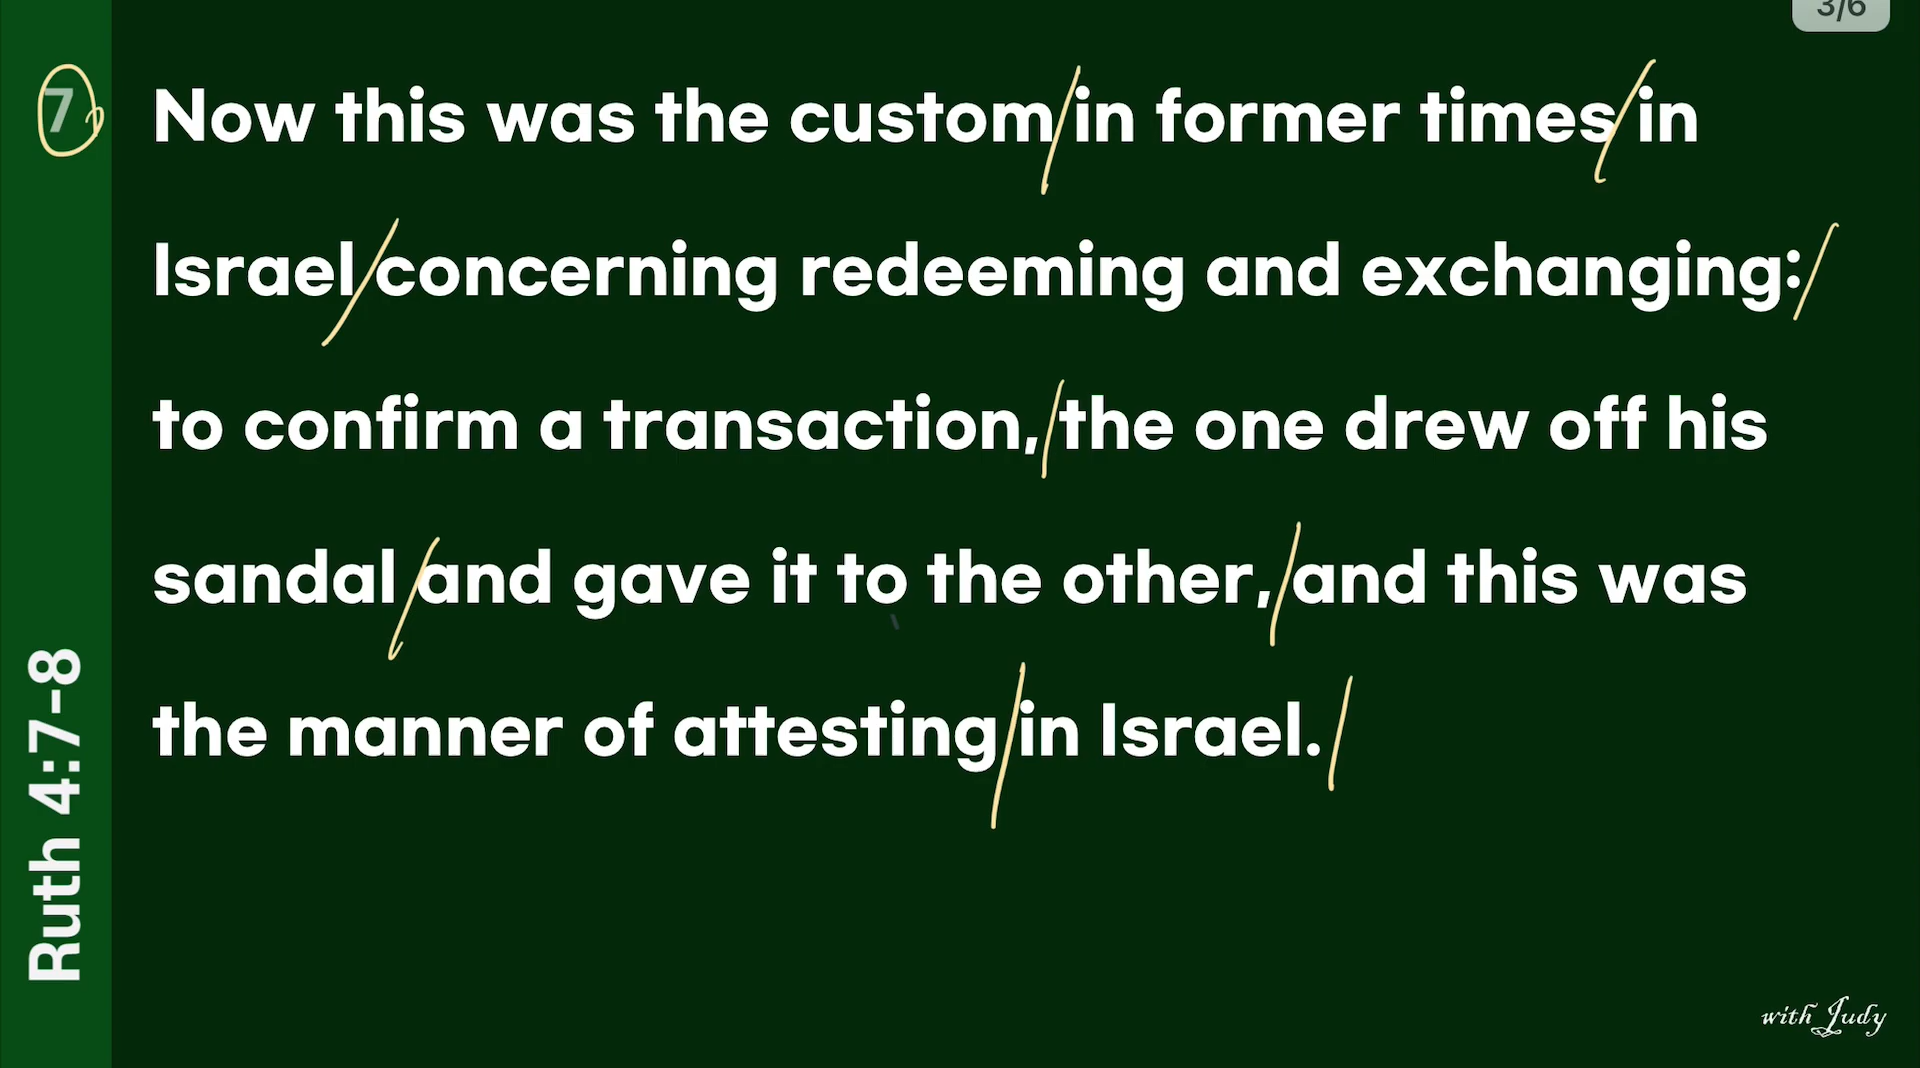 3/6
7
Now this was the custom in former times in
Israel concerning redeeming and exchanging:
to confirm a transaction, the one drew off his
sandal and gave it to the other, and this was
the manner of attesting in Israel.
Ruth 4:7-8
with Judy